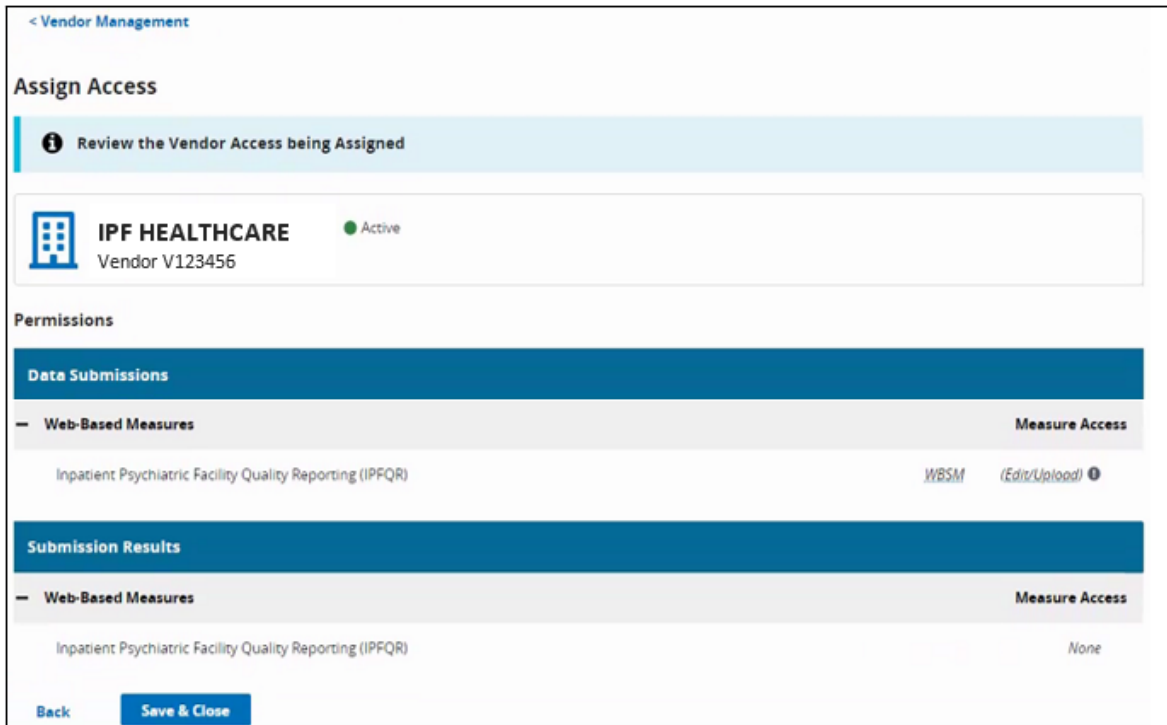 < Vendor Management
Assign Access
Review the Vendor Access being Assigned
IPF HEALTHCARE
Active
Vendor V123456
Permissions
Data Submissions
Web-Based Measures Measure Access
Inpatient Psychiatric Facility Quality Reporting (IPFQR) WBSM (Edit/Upload)
Submission Results
Web-Based Measures Measure Access
Inpatient Psychiatric Facility Quality Reporting (IPFQR) None
Back Save & Close